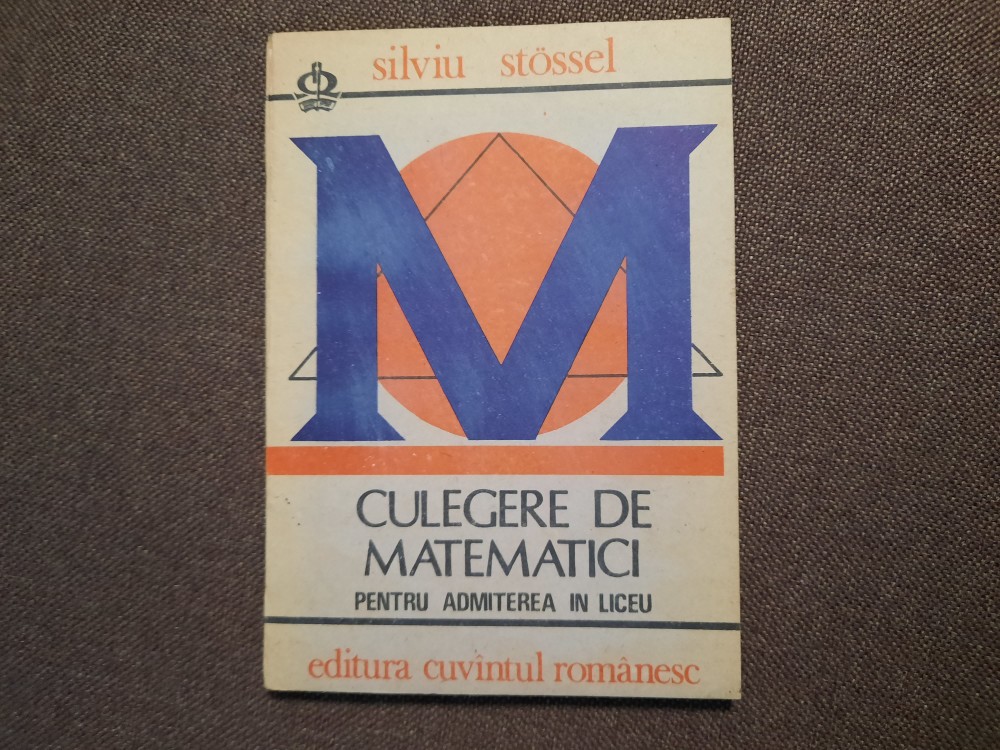 silviu stössel
M
CULEGERE DE
MATEMATICI
PENTRU ADMITEREA IN LICEU
editura cuvîntul românesc